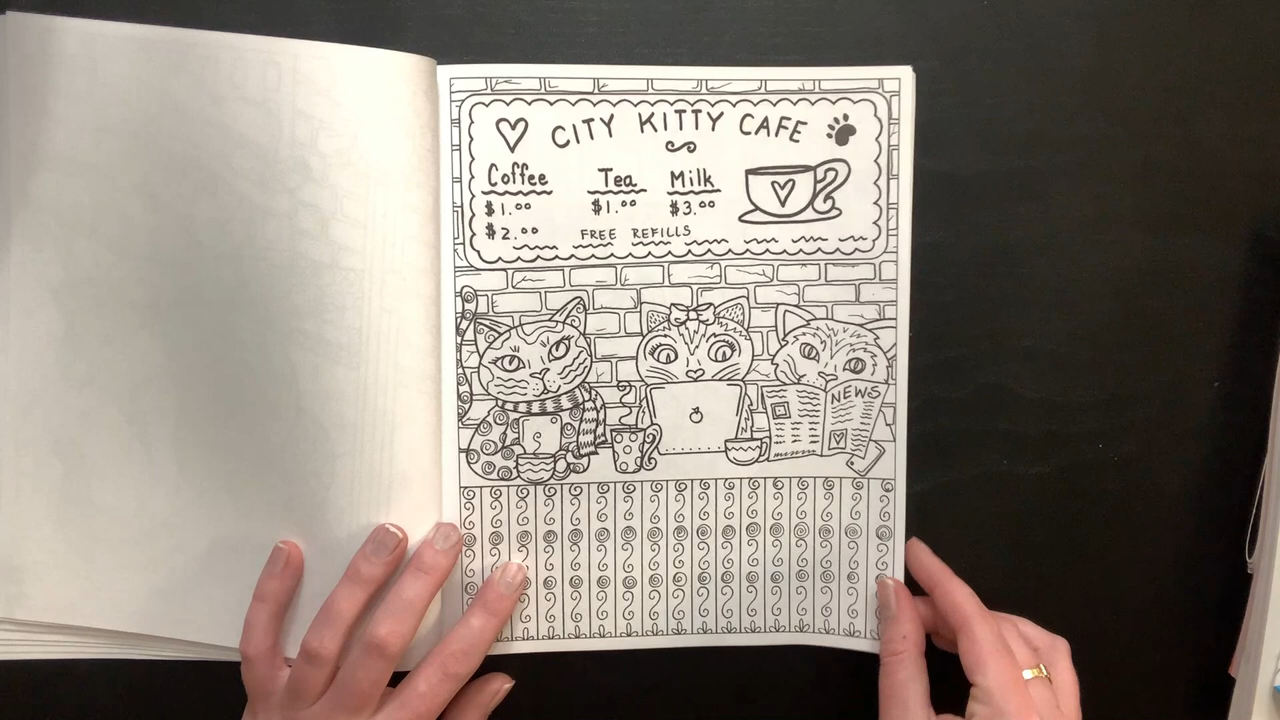 CITY KITTY CAFE
Coffee Tea Milk
$1.00 $1.00 $3.00
$2.00 FREE REFILLS
NEWS